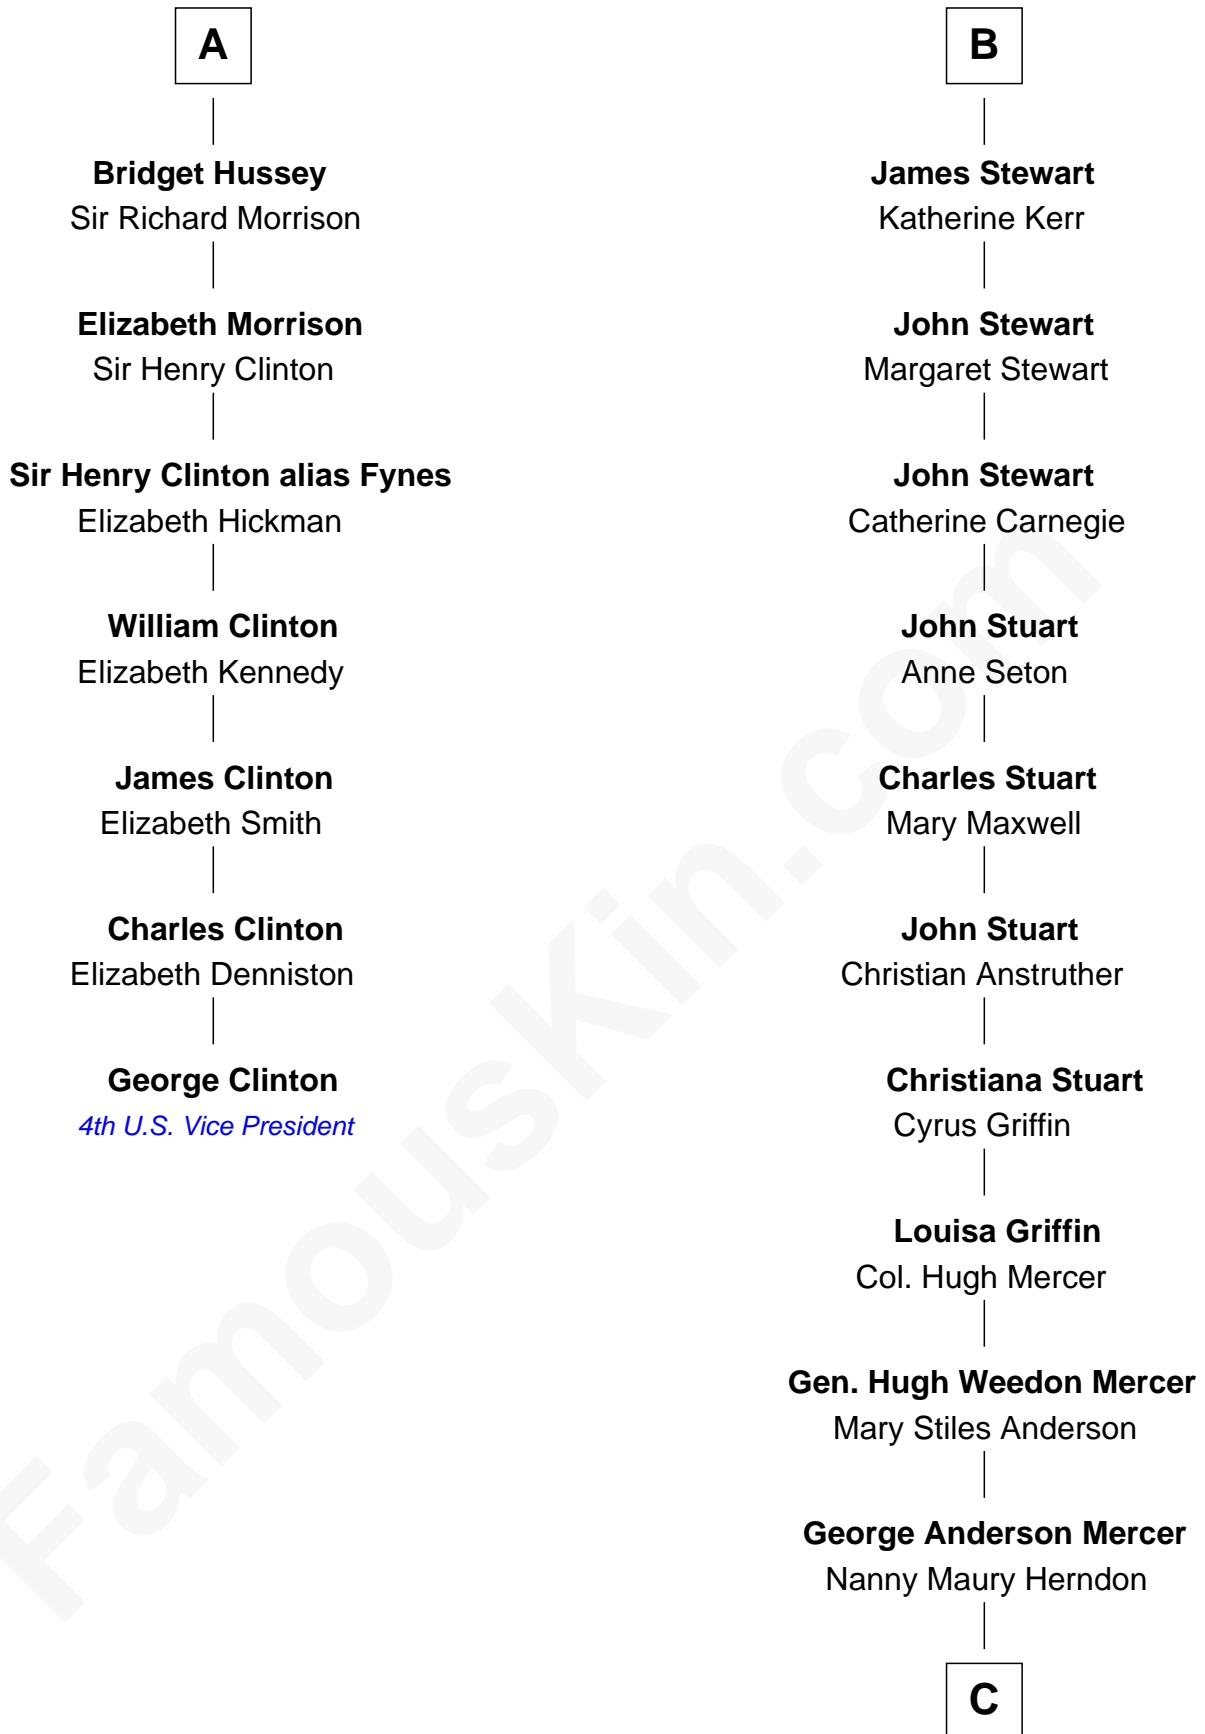 A
Bridget Hussey
Sir Richard Morrison
Elizabeth Morrison
Sir Henry Clinton
Sir Henry Clinton alias Fynes
Elizabeth Hickman
William Clinton
Elizabeth Kennedy
James Clinton
Elizabeth Smith
Charles Clinton
Elizabeth Denniston
George Clinton
4th U.S. Vice President
B
James Stewart
Katherine Kerr
John Stewart
Margaret Stewart
John Stewart
Catherine Carnegie
John Stuart
Anne Seton
Charles Stuart
Mary Maxwell
John Stuart
Christian Anstruther
Christiana Stuart
Cyrus Griffin
Louisa Griffin
Col. Hugh Mercer
Gen. Hugh Weedon Mercer
Mary Stiles Anderson
George Anderson Mercer
Nanny Maury Herndon
C
FamousKin.com